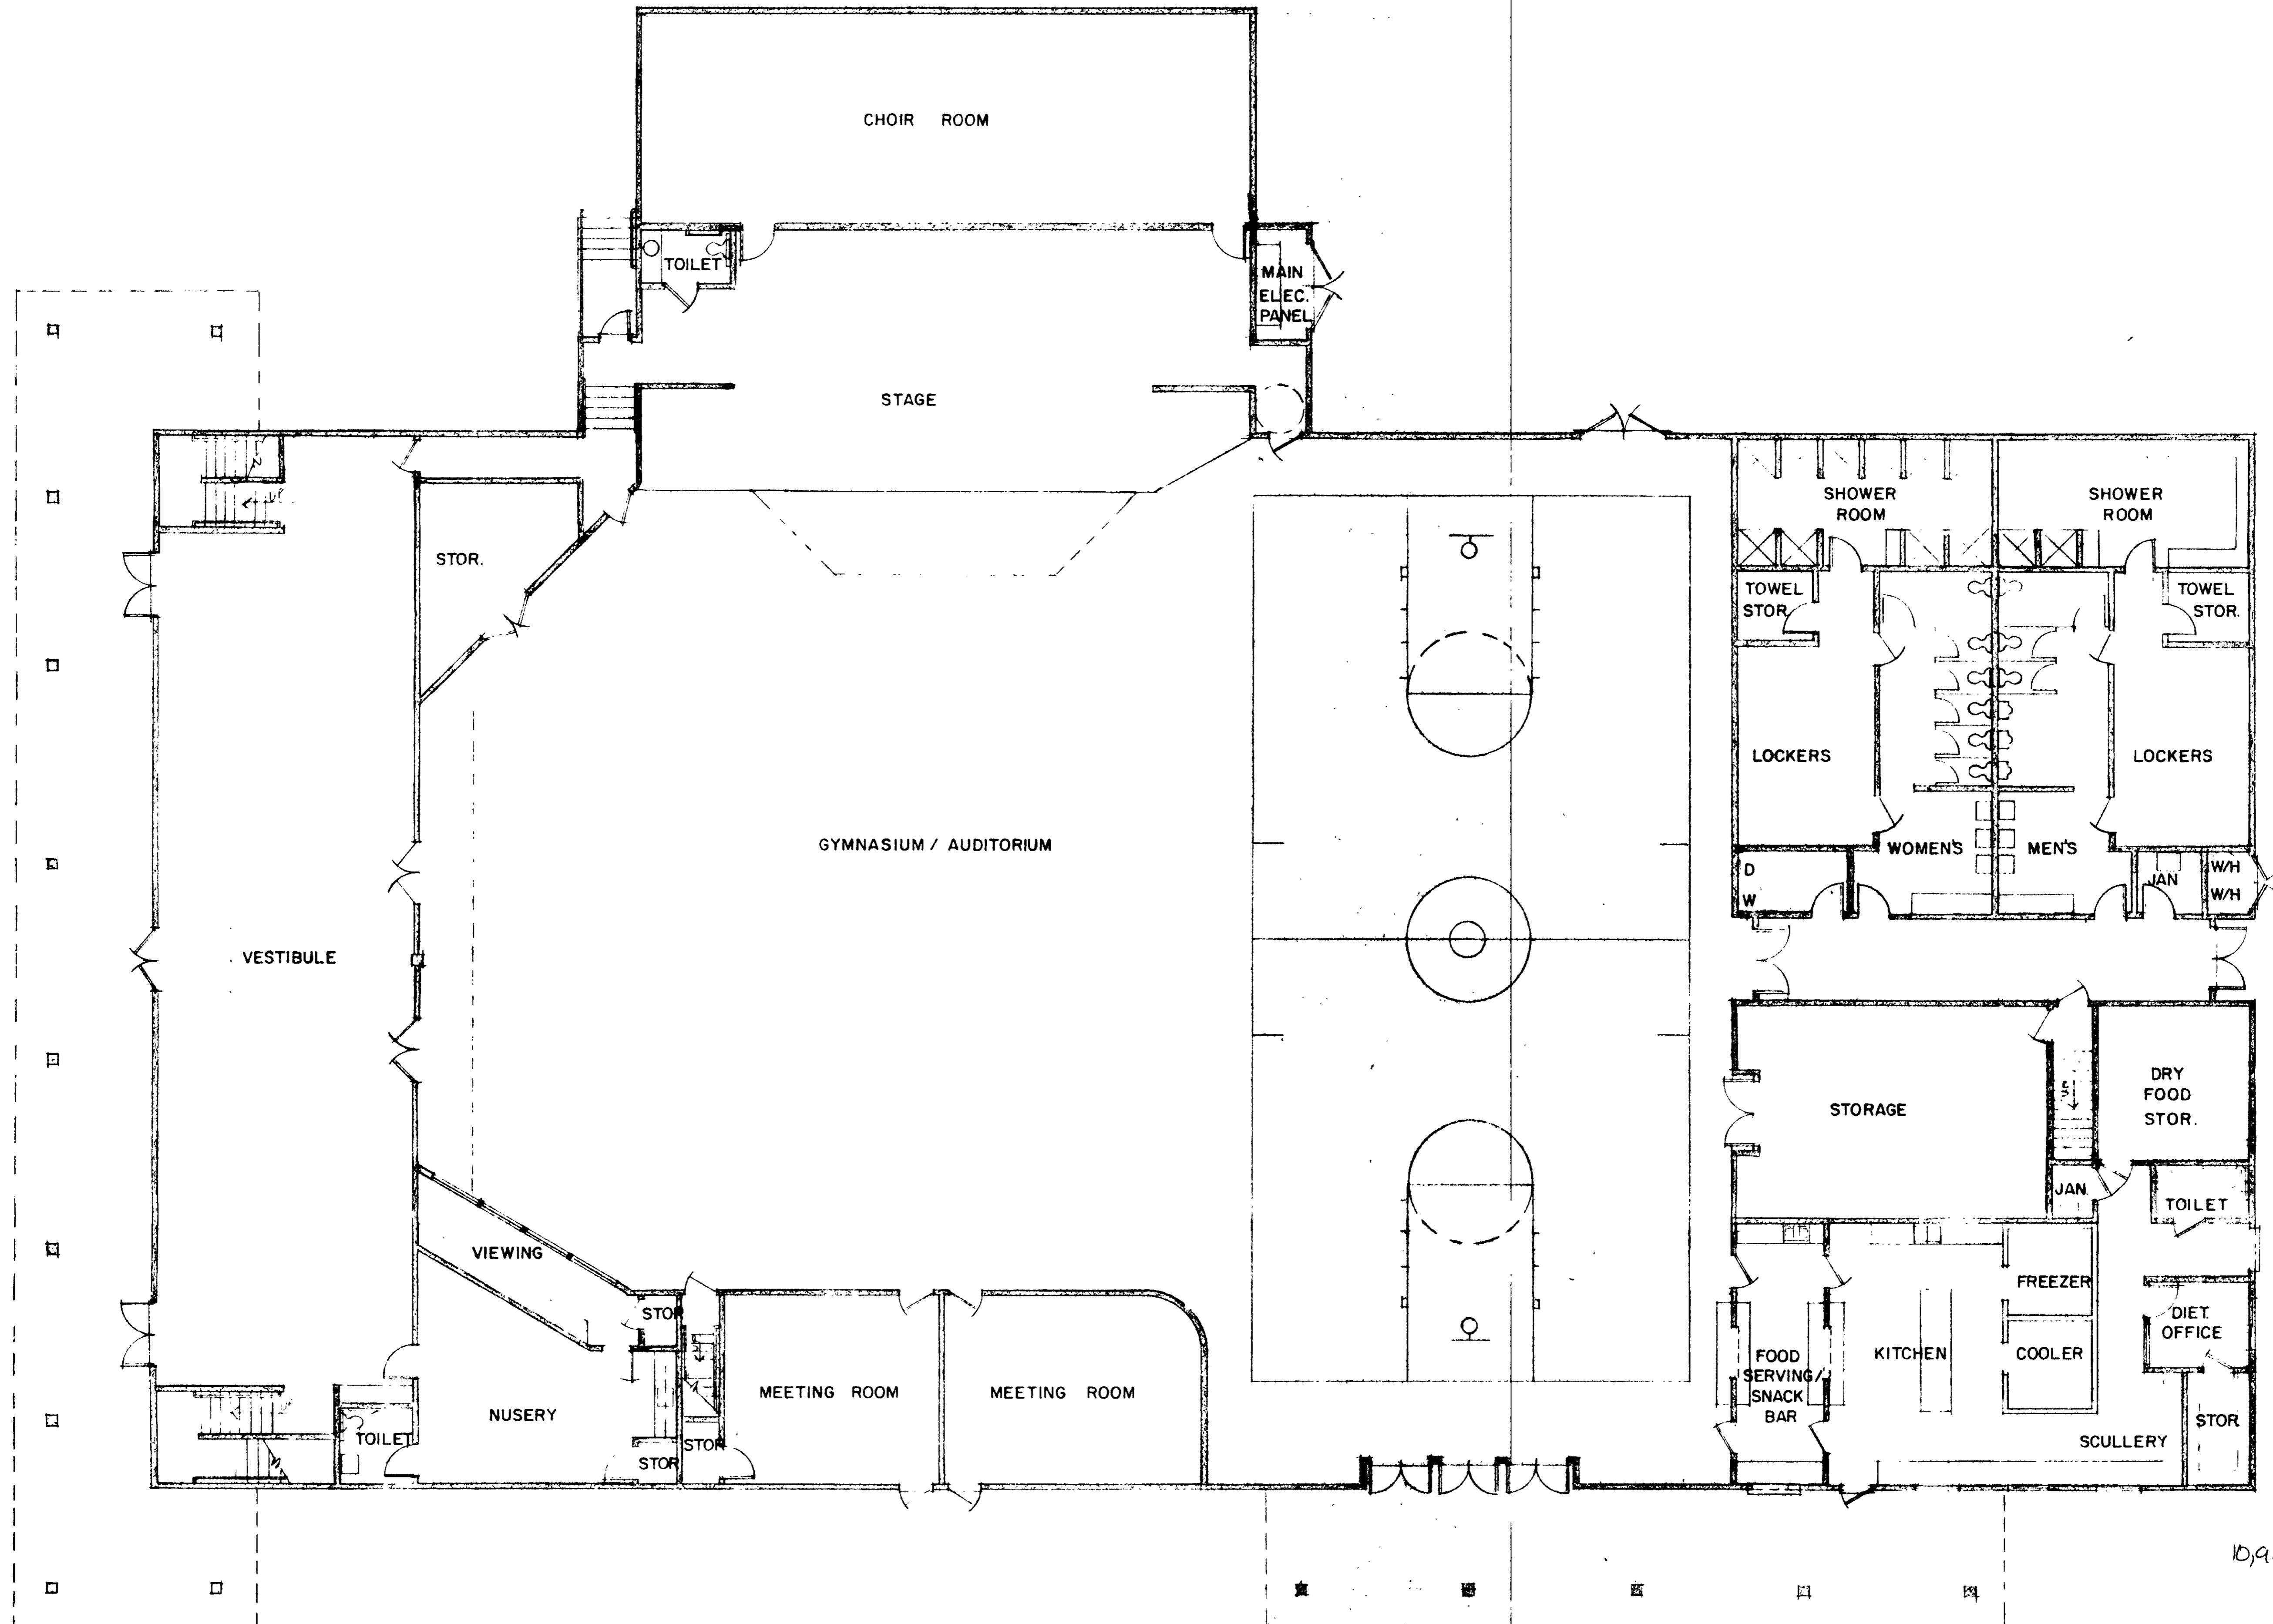 CHOIR ROOM
TOILET
MAIN
ELEC.
PANEL
STAGE
UP
STOR.
SHOWER
ROOM
SHOWER
ROOM
TOWEL
STOR.
TOWEL
STOR.
LOCKERS
LOCKERS
GYMNASIUM / AUDITORIUM
WOMEN'S
MEN'S
D
W
JAN
W/H
W/H
VESTIBULE
STORAGE
UP
DRY
FOOD
STOR.
JAN.
TOILET
VIEWING
STOR
FREEZER
DIET.
OFFICE
FOOD
SERVING/
SNACK
BAR
KITCHEN
COOLER
MEETING ROOM
MEETING ROOM
NUSERY
TOILET
STOR
STOR
STOR
SCULLERY